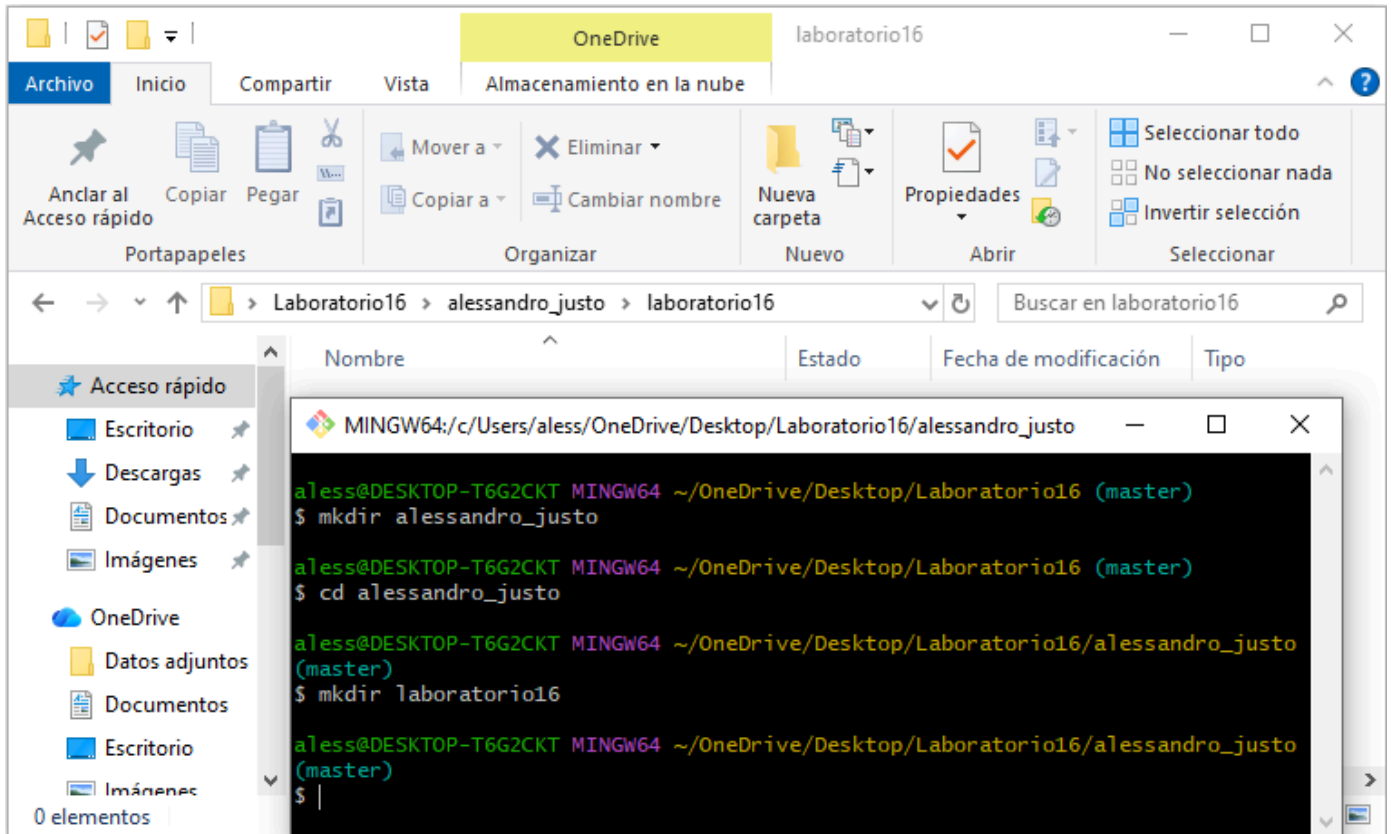 OneDrive
laboratorio16
Archivo Inicio Compartir Vista Almacenamiento en la nube
Anclar al Acceso rápido
Copiar
Pegar
Mover a
Copiar a
Eliminar
Cambiar nombre
Nueva carpeta
Propiedades
Seleccionar todo
No seleccionar nada
Invertir selección
Portapapeles Organizar Nuevo Abrir Seleccionar
Laboratorio16 > alessandro_justo > laboratorio16
Buscar en laboratorio16
Nombre Estado Fecha de modificación Tipo
Acceso rápido
Escritorio
Descargas
Documentos
Imágenes
OneDrive
Datos adjuntos
Documentos
Escritorio
Imágenes
0 elementos
MINGW64:/c/Users/aless/OneDrive/Desktop/Laboratorio16/alessandro_justo
aless@DESKTOP-T6G2CKT MINGW64 ~/OneDrive/Desktop/Laboratorio16 (master)
$ mkdir alessandro_justo
aless@DESKTOP-T6G2CKT MINGW64 ~/OneDrive/Desktop/Laboratorio16 (master)
$ cd alessandro_justo
aless@DESKTOP-T6G2CKT MINGW64 ~/OneDrive/Desktop/Laboratorio16/alessandro_justo
(master)
$ mkdir laboratorio16
aless@DESKTOP-T6G2CKT MINGW64 ~/OneDrive/Desktop/Laboratorio16/alessandro_justo
(master)
$